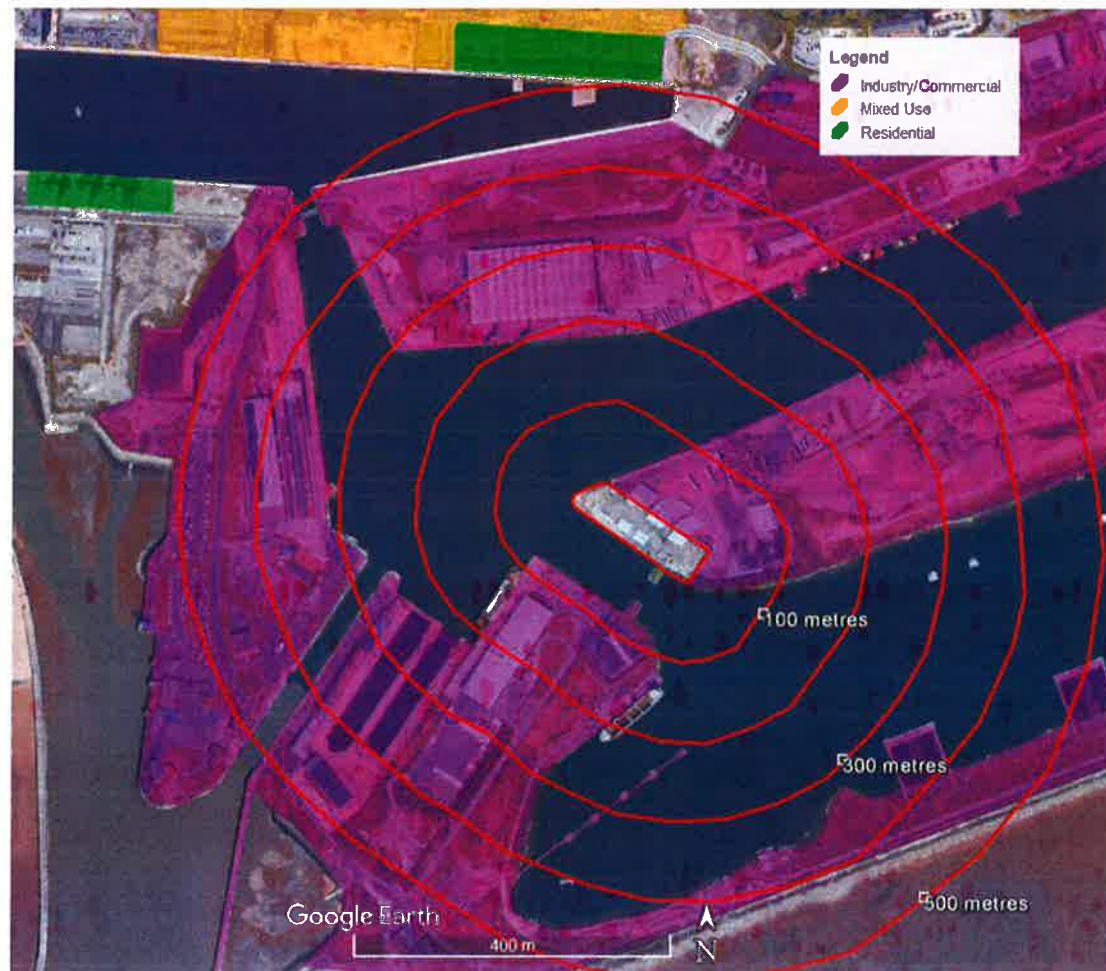 Legend
Industry/Commercial
Mixed Use
Residential
100 metres
300 metres
500 metres
Google Earth
400 m
N